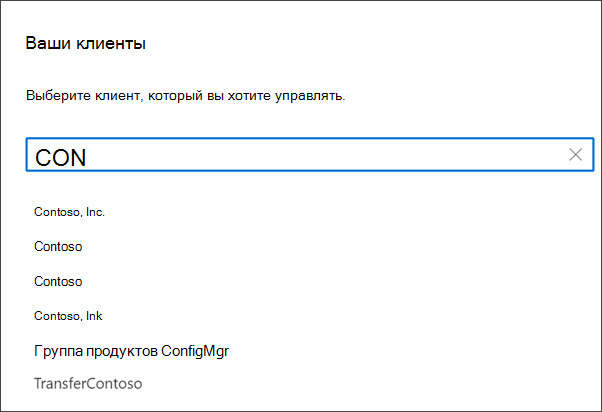 Ваши клиенты
Выберите клиент, который вы хотите управлять.
CON
Contoso, Inc.
Contoso
Contoso
Contoso, Ink
Группа продуктов ConfigMgr
TransferContoso